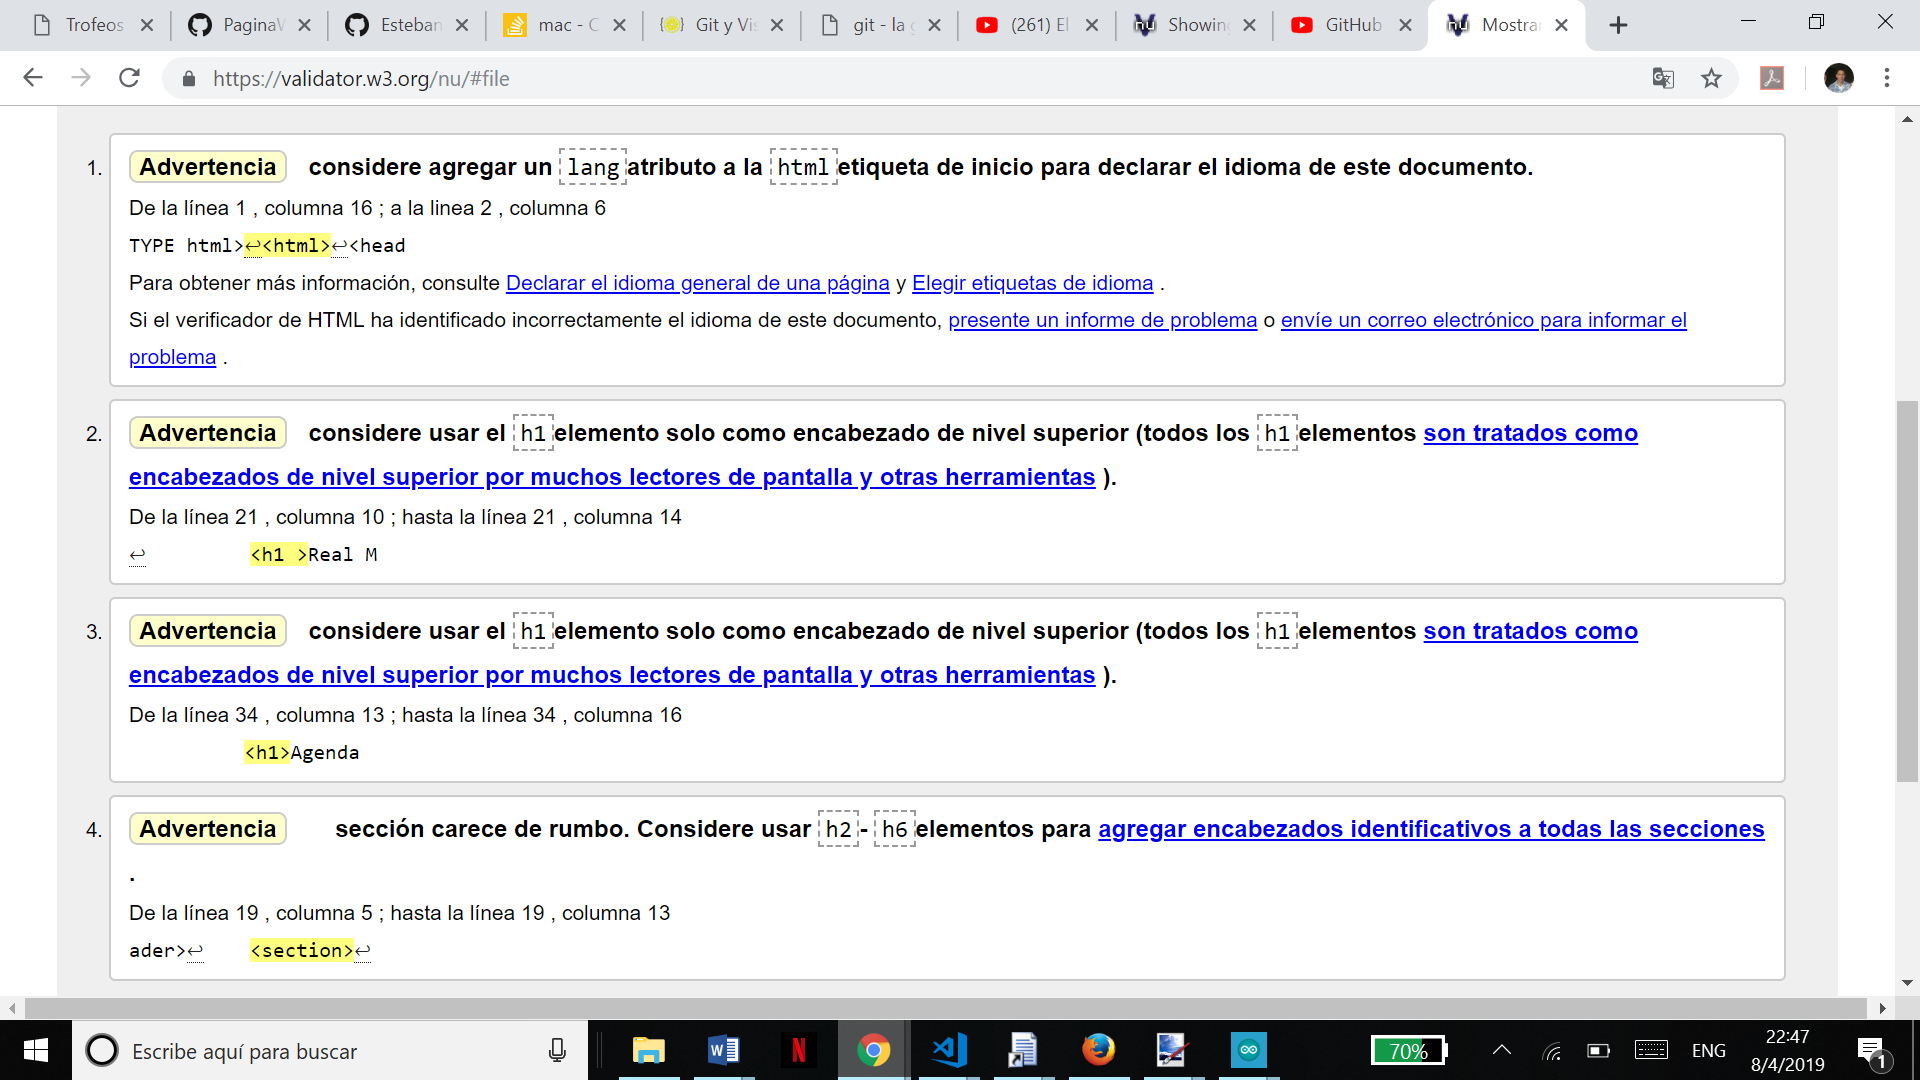 Trofeos
PaginaV
Esteban
mac - C
Git y Vis
git - la g
(261) El
Showing
GitHub
Mostrar
https://validator.w3.org/nu/#file
1. Advertencia considere agregar un lang atributo a la html etiqueta de inicio para declarar el idioma de este documento.
De la línea 1 , columna 16 ; a la linea 2 , columna 6
TYPE html>↩<html>↩<head
Para obtener más información, consulte Declarar el idioma general de una página y Elegir etiquetas de idioma .
Si el verificador de HTML ha identificado incorrectamente el idioma de este documento, presente un informe de problema o envíe un correo electrónico para informar el
problema .
2. Advertencia considere usar el h1 elemento solo como encabezado de nivel superior (todos los h1 elementos son tratados como
encabezados de nivel superior por muchos lectores de pantalla y otras herramientas ).
De la línea 21 , columna 10 ; hasta la línea 21 , columna 14
↩ <h1 >Real M
3. Advertencia considere usar el h1 elemento solo como encabezado de nivel superior (todos los h1 elementos son tratados como
encabezados de nivel superior por muchos lectores de pantalla y otras herramientas ).
De la línea 34 , columna 13 ; hasta la línea 34 , columna 16
<h1>Agenda
4. Advertencia sección carece de rumbo. Considere usar h2 - h6 elementos para agregar encabezados identificativos a todas las secciones
.
De la línea 19 , columna 5 ; hasta la línea 19 , columna 13
ader>↩ <section>↩
Escribe aquí para buscar
70%
ENG
22:47
8/4/2019
1